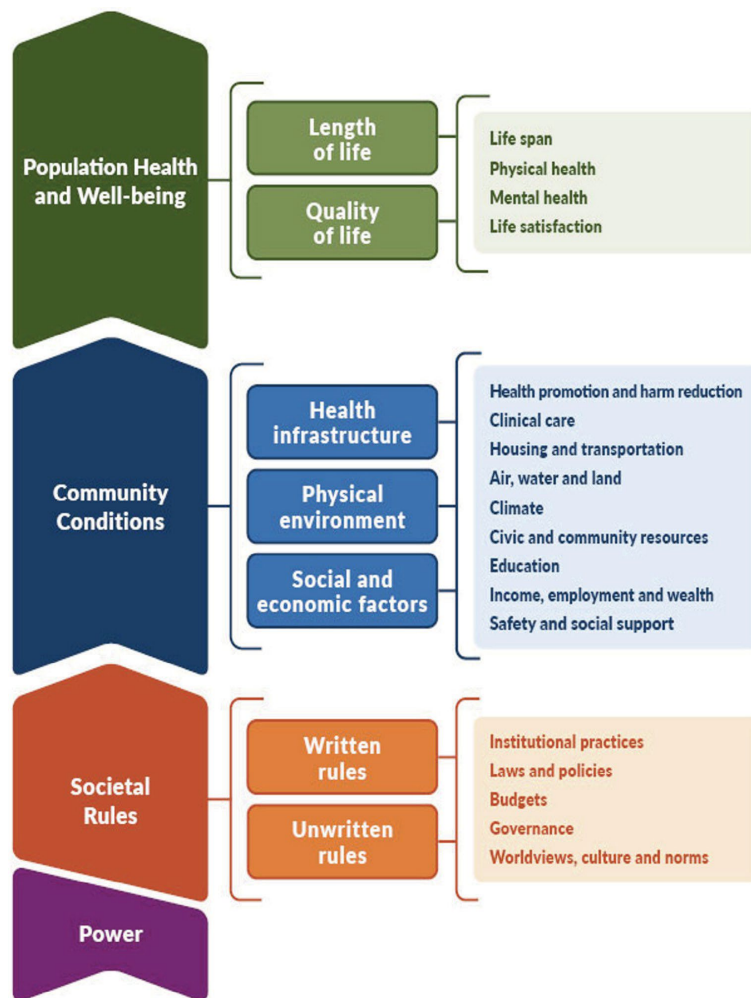 Population Health
and Well-being
Length
of life
Quality
of life
Life span
Physical health
Mental health
Life satisfaction
Community
Conditions
Health
infrastructure
Physical
environment
Social and
economic factors
Health promotion and harm reduction
Clinical care
Housing and transportation
Air, water and land
Climate
Civic and community resources
Education
Income, employment and wealth
Safety and social support
Societal
Rules
Written
rules
Unwritten
rules
Institutional practices
Laws and policies
Budgets
Governance
Worldviews, culture and norms
Power